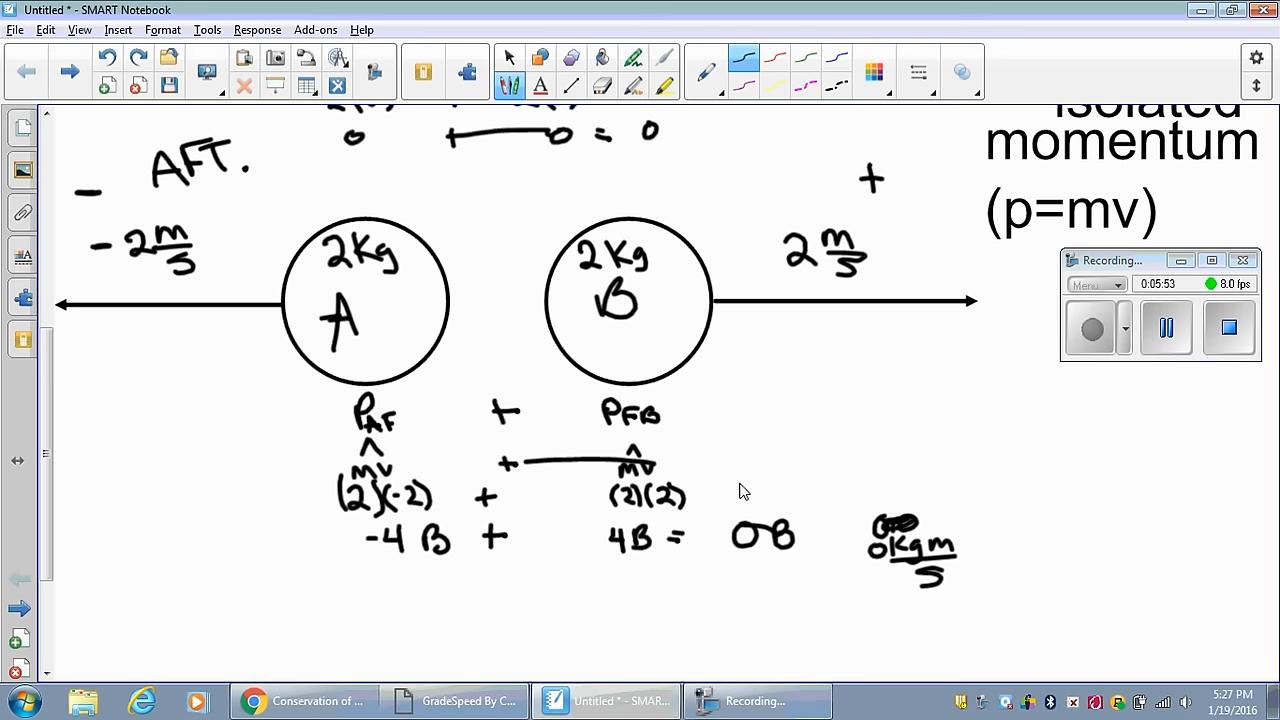 Untitled * - SMART Notebook
File Edit View Insert Format Tools Response Add-ons Help
isolated
momentum
(p=mv)
0 + 0 = 0
AFT.
- +
- 2 m/s
2Kg
A
2Kg
B
2 m/s
Recording...
Menu
0:05:53
8.0 fps
PAF + PFB
mv + mv
(2)(-2) + (2)(2)
-4 B + 4B = 0B
0 Kgm/s
Conservation of ...
GradeSpeed By C...
Untitled * - SMAR...
Recording...
5:27 PM
1/19/2016